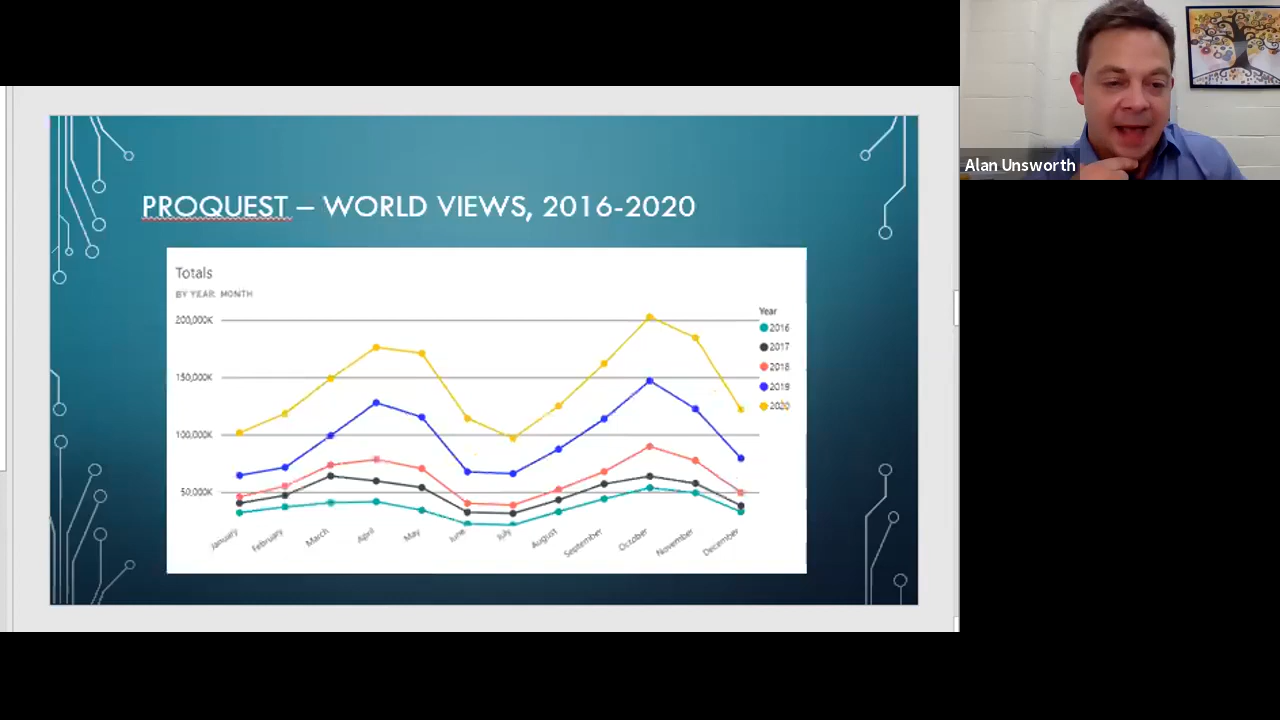 PROQUEST – WORLD VIEWS, 2016-2020
Totals
BY YEAR, MONTH
200,000K
150,000K
100,000K
50,000K
January
February
March
April
May
June
July
August
September
October
November
December
Year
2016
2017
2018
2019
2020
Alan Unsworth